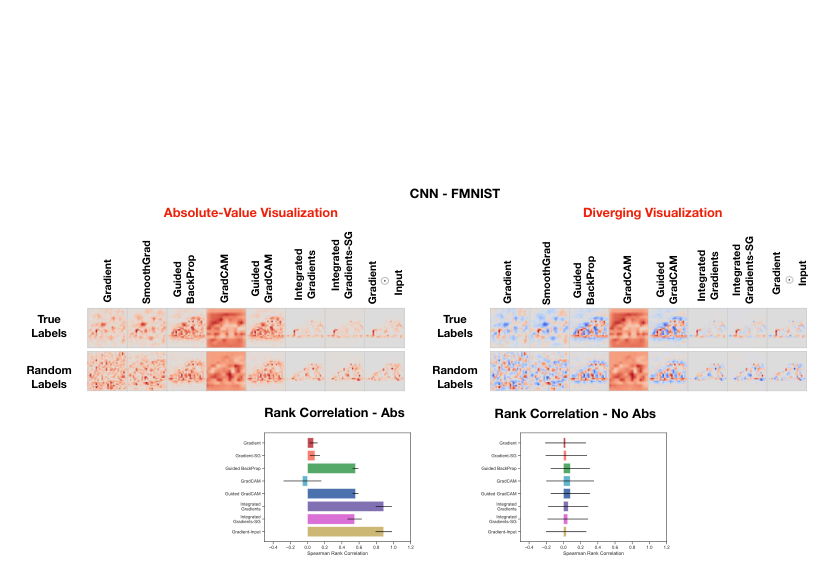 CNN - FMNIST
Absolute-Value Visualization
Gradient
SmoothGrad
Guided
BackProp
GradCAM
Guided
GradCAM
Integrated
Gradients
Integrated
Gradients-SG
Gradient ⊙ Input
True
Labels
Random
Labels
Diverging Visualization
Gradient
SmoothGrad
Guided
BackProp
GradCAM
Guided
GradCAM
Integrated
Gradients
Integrated
Gradients-SG
Gradient ⊙ Input
True
Labels
Random
Labels
Rank Correlation - Abs
Gradient
Gradient-SG
Guided BackProp
GradCAM
Guided GradCAM
Integrated
Gradients
Integrated
Gradients-SG
Gradient-Input
−0.4 −0.2 0.0 0.2 0.4 0.6 0.8 1.0 1.2
Spearman Rank Correlation
Rank Correlation - No Abs
Gradient
Gradient-SG
Guided BackProp
GradCAM
Guided GradCAM
Integrated
Gradients
Integrated
Gradients-SG
Gradient-Input
−0.4 −0.2 0.0 0.2 0.4 0.6 0.8 1.0 1.2
Spearman Rank Correlation